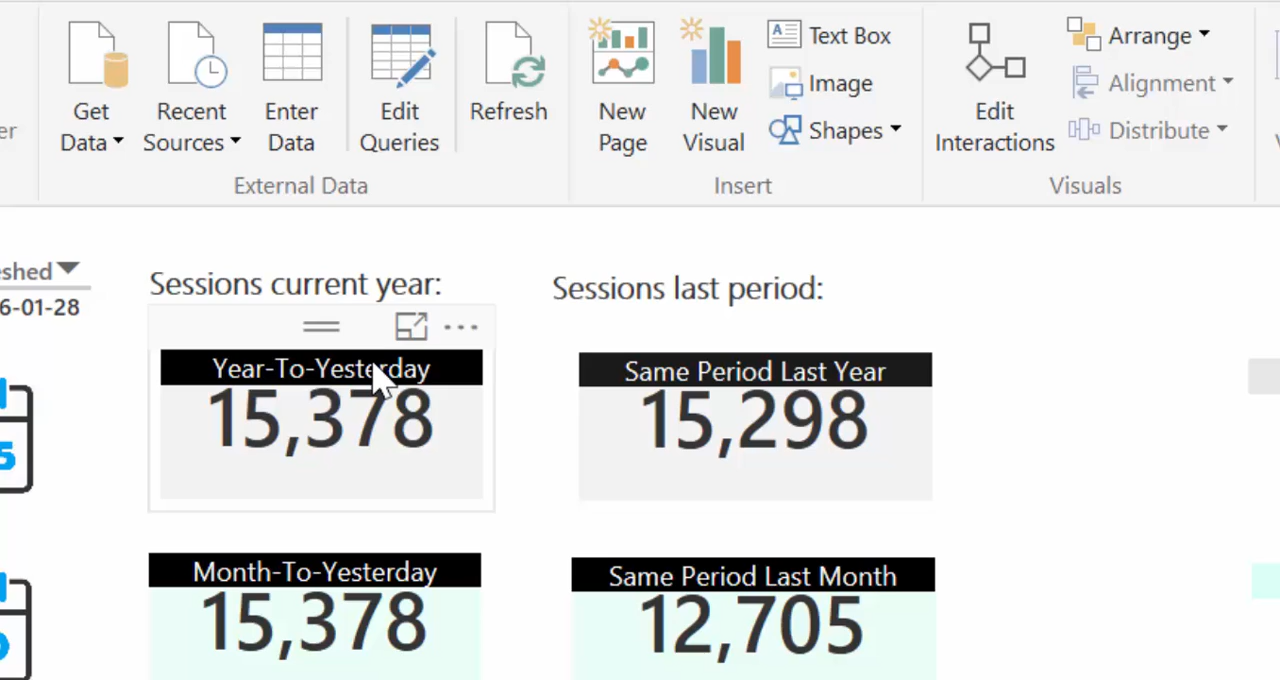 Text Box
Arrange
Image
Alignment
Shapes
Distribute
Get Data
Recent Sources
Enter Data
Edit Queries
Refresh
New Page
New Visual
Edit Interactions
External Data
Insert
Visuals
eshed
6-01-28
Sessions current year:
Sessions last period:
Year-To-Yesterday
15,378
Same Period Last Year
15,298
Month-To-Yesterday
15,378
Same Period Last Month
12,705